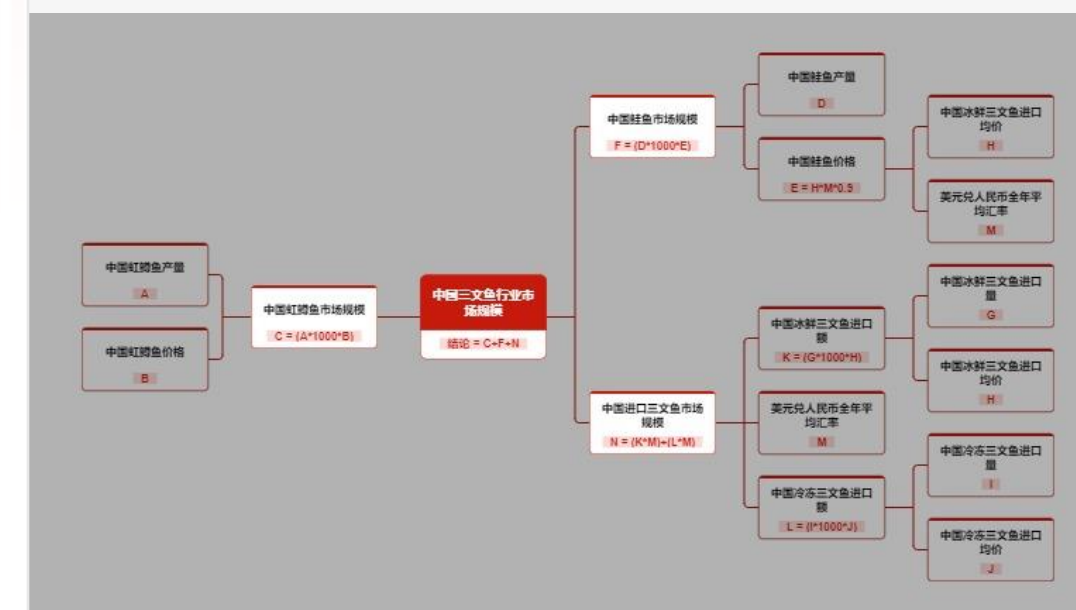 中国鲑鱼产量
D
中国鲑鱼市场规模
F = (D*1000*E)
中国冰鲜三文鱼进口
均价
H
中国鲑鱼价格
E = H*M*0.9
美元兑人民币全年平
均汇率
M
中国虹鳟鱼产量
A
中国虹鳟鱼市场规模
C = (A*1000*B)
中国三文鱼行业市
场规模
结论 = C+F+N
中国虹鳟鱼价格
B
中国冰鲜三文鱼进口
量
G
中国冰鲜三文鱼进口
额
K = (G*1000*H)
中国冰鲜三文鱼进口
均价
H
中国进口三文鱼市场
规模
N = (K*M)+(L*M)
美元兑人民币全年平
均汇率
M
中国冷冻三文鱼进口
量
I
中国冷冻三文鱼进口
额
L = (I*1000*J)
中国冷冻三文鱼进口
均价
J